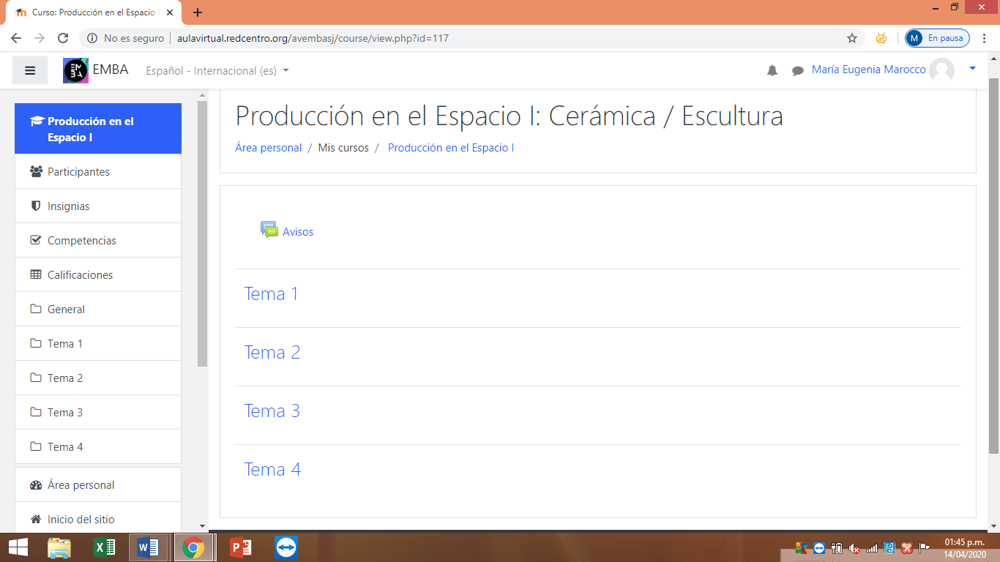 Curso: Producción en el Espacio I
No es seguro | aulavirtual.redcentro.org/avembasj/course/view.php?id=117
M En pausa
EMBA Español - Internacional (es)
María Eugenia Marocco
Producción en el Espacio I
Participantes
Insignias
Competencias
Calificaciones
General
Tema 1
Tema 2
Tema 3
Tema 4
Área personal
Inicio del sitio
Producción en el Espacio I: Cerámica / Escultura
Área personal / Mis cursos / Producción en el Espacio I
Avisos
Tema 1
Tema 2
Tema 3
Tema 4
01:45 p.m.
14/04/2020